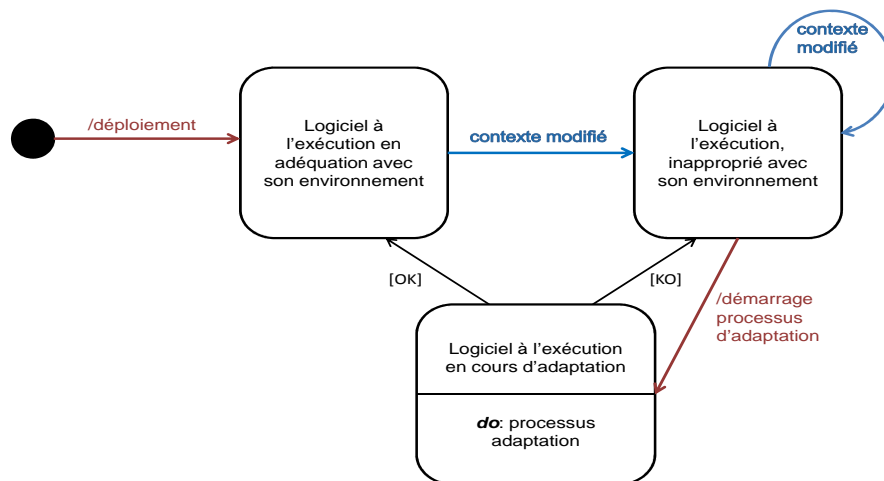 contexte
modifié
/déploiement
Logiciel à
l’exécution en
adéquation avec
son environnement
contexte modifié
Logiciel à
l’exécution,
inapproprié avec
son environnement
[OK]
[KO]
/démarrage
processus
d’adaptation
Logiciel à l’exécution
en cours d’adaptation
do: processus
adaptation